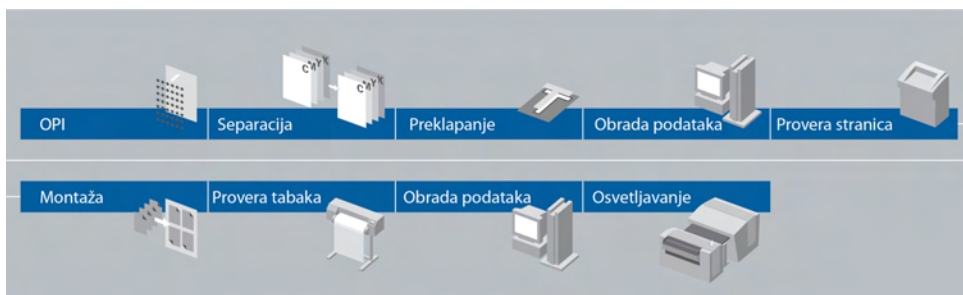 C M Y K
C M Y K
OPI
Separacija
Preklapanje
Obrada podataka
Provera stranica
Montaža
Provera tabaka
Obrada podataka
Osvetljavanje